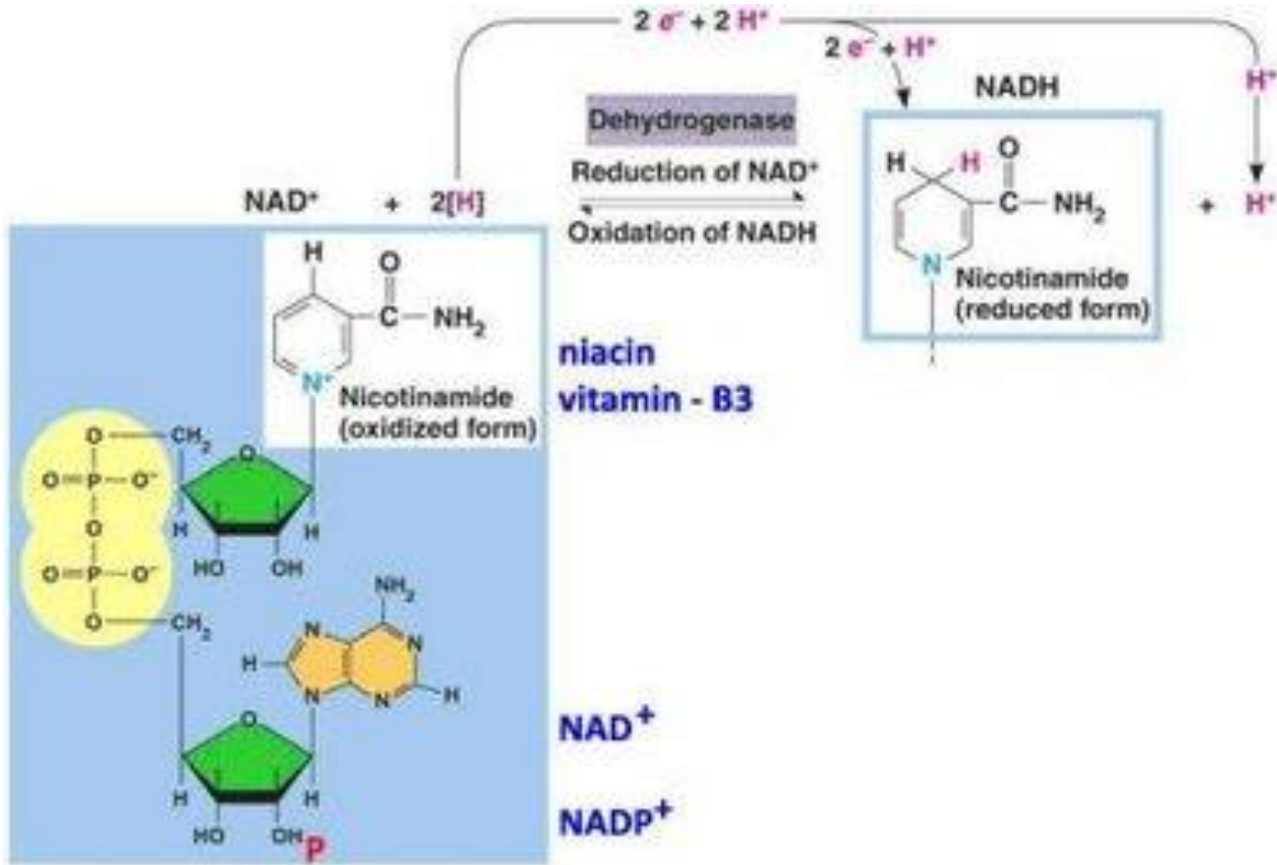 2 e⁻ + 2 H⁺
2 e⁻ + H⁺
H⁺
NADH
Dehydrogenase
Reduction of NAD⁺
Oxidation of NADH
NAD⁺ + 2[H]
+ H⁺
H H O
C NH₂
N
Nicotinamide
(reduced form)
H O
C NH₂
N⁺
Nicotinamide
(oxidized form)
niacin
vitamin - B3
O CH₂ O
O P O⁻
O H H
HO OH
O P O⁻
O CH₂
NH₂
N N
H
N N H
O
H H
HO OH P
NAD⁺
NADP⁺